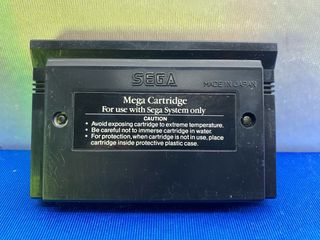 SEGA
MADE IN JAPAN
Mega Cartridge
For use with Sega System only
CAUTION
• Avoid exposing cartridge to extreme temperature.
• Be careful not to immerse cartridge in water.
• For protection, when cartridge is not in use, place
cartridge inside protective plastic case.